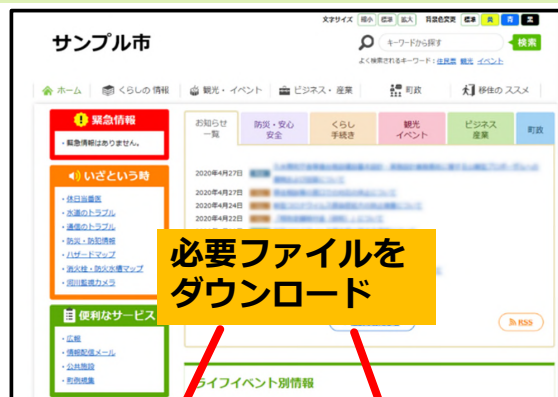 文字サイズ 縮小 標準 拡大 背景色変更 標準 黄 青 黒
サンプル市
キーワードから探す 検索
よく検索されるキーワード：住民票 観光 イベント
ホーム くらしの情報 観光・イベント ビジネス・産業 町政 移住のススメ
緊急情報
・緊急情報はありません。
いざという時
・休日当番医
・水道のトラブル
・通信のトラブル
・防災・防犯情報
・ハザードマップ
・消火栓・防火水槽マップ
・河川監視カメラ
便利なサービス
・広報
・情報配信メール
・公共施設
・町例規集
お知らせ
一覧
防災・安心
安全
くらし
手続き
観光
イベント
ビジネス
産業
町政
2020年4月27日
2020年4月27日
2020年4月24日
2020年4月22日
必要ファイルを
ダウンロード
RSS
ライフイベント別情報